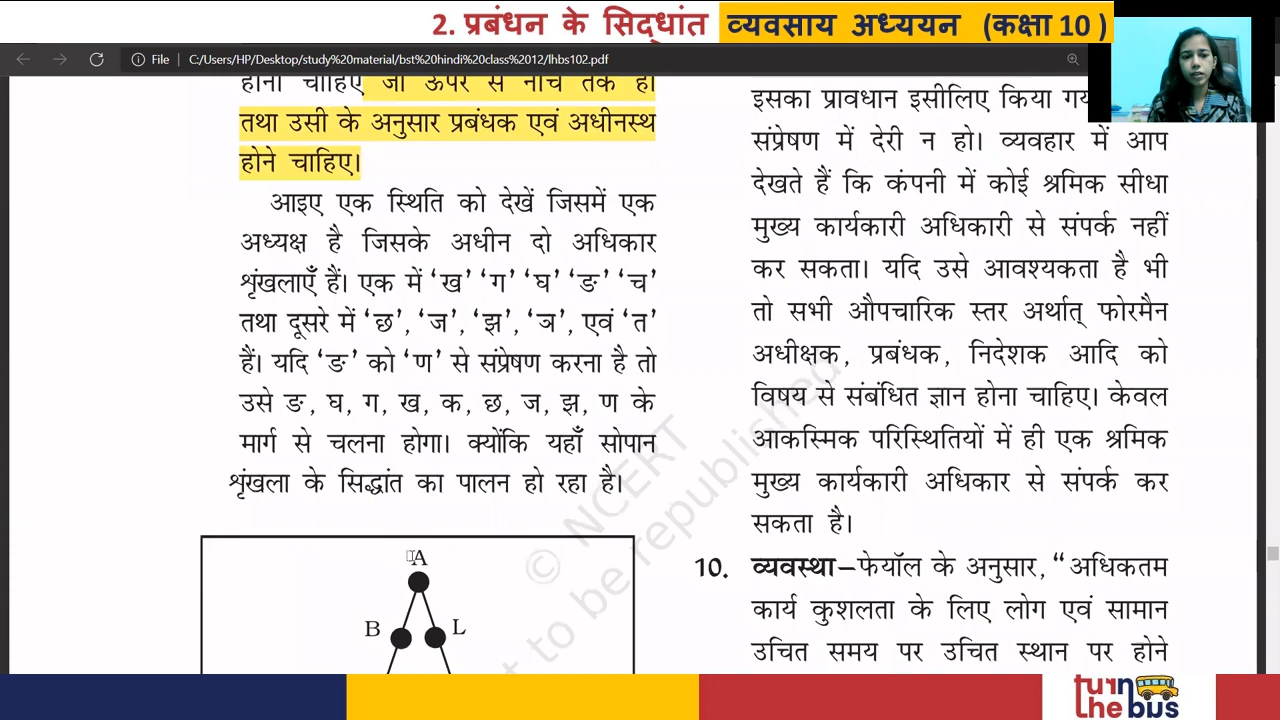 2. प्रबंधन के सिद्धांत व्यवसाय अध्ययन (कक्षा 10 )
File C:/Users/HP/Desktop/study%20material/bst%20hindi%20class%2012/lhbs102.pdf
होना चाहिए जो ऊपर से नीचे तक हो
तथा उसी के अनुसार प्रबंधक एवं अधीनस्थ
होने चाहिए।
आइए एक स्थिति को देखें जिसमें एक
अध्यक्ष है जिसके अधीन दो अधिकार
शृंखलाएँ हैं। एक में ‘ख’ ‘ग’ ‘घ’ ‘ङ’ ‘च’
तथा दूसरे में ‘छ’, ‘ज’, ‘झ’, ‘ञ’, एवं ‘त’
हैं। यदि ‘ङ’ को ‘ण’ से संप्रेषण करना है तो
उसे ङ, घ, ग, ख, क, छ, ज, झ, ण के
मार्ग से चलना होगा। क्योंकि यहाँ सोपान
शृंखला के सिद्धांत का पालन हो रहा है।
A
B L
इसका प्रावधान इसीलिए किया
संप्रेषण में देरी न हो। व्यवहार में आप
देखते हैं कि कंपनी में कोई श्रमिक सीधा
मुख्य कार्यकारी अधिकारी से संपर्क नहीं
कर सकता। यदि उसे आवश्यकता है भी
तो सभी औपचारिक स्तर अर्थात् फोरमैन
अधीक्षक, प्रबंधक, निदेशक आदि को
विषय से संबंधित ज्ञान होना चाहिए। केवल
आकस्मिक परिस्थितियों में ही एक श्रमिक
मुख्य कार्यकारी अधिकार से संपर्क कर
सकता है।
10. व्यवस्था–फेयॉल के अनुसार, “अधिकतम
कार्य कुशलता के लिए लोग एवं सामान
उचित समय पर उचित स्थान पर होने
© NCERT
to be republished
turn
the bus